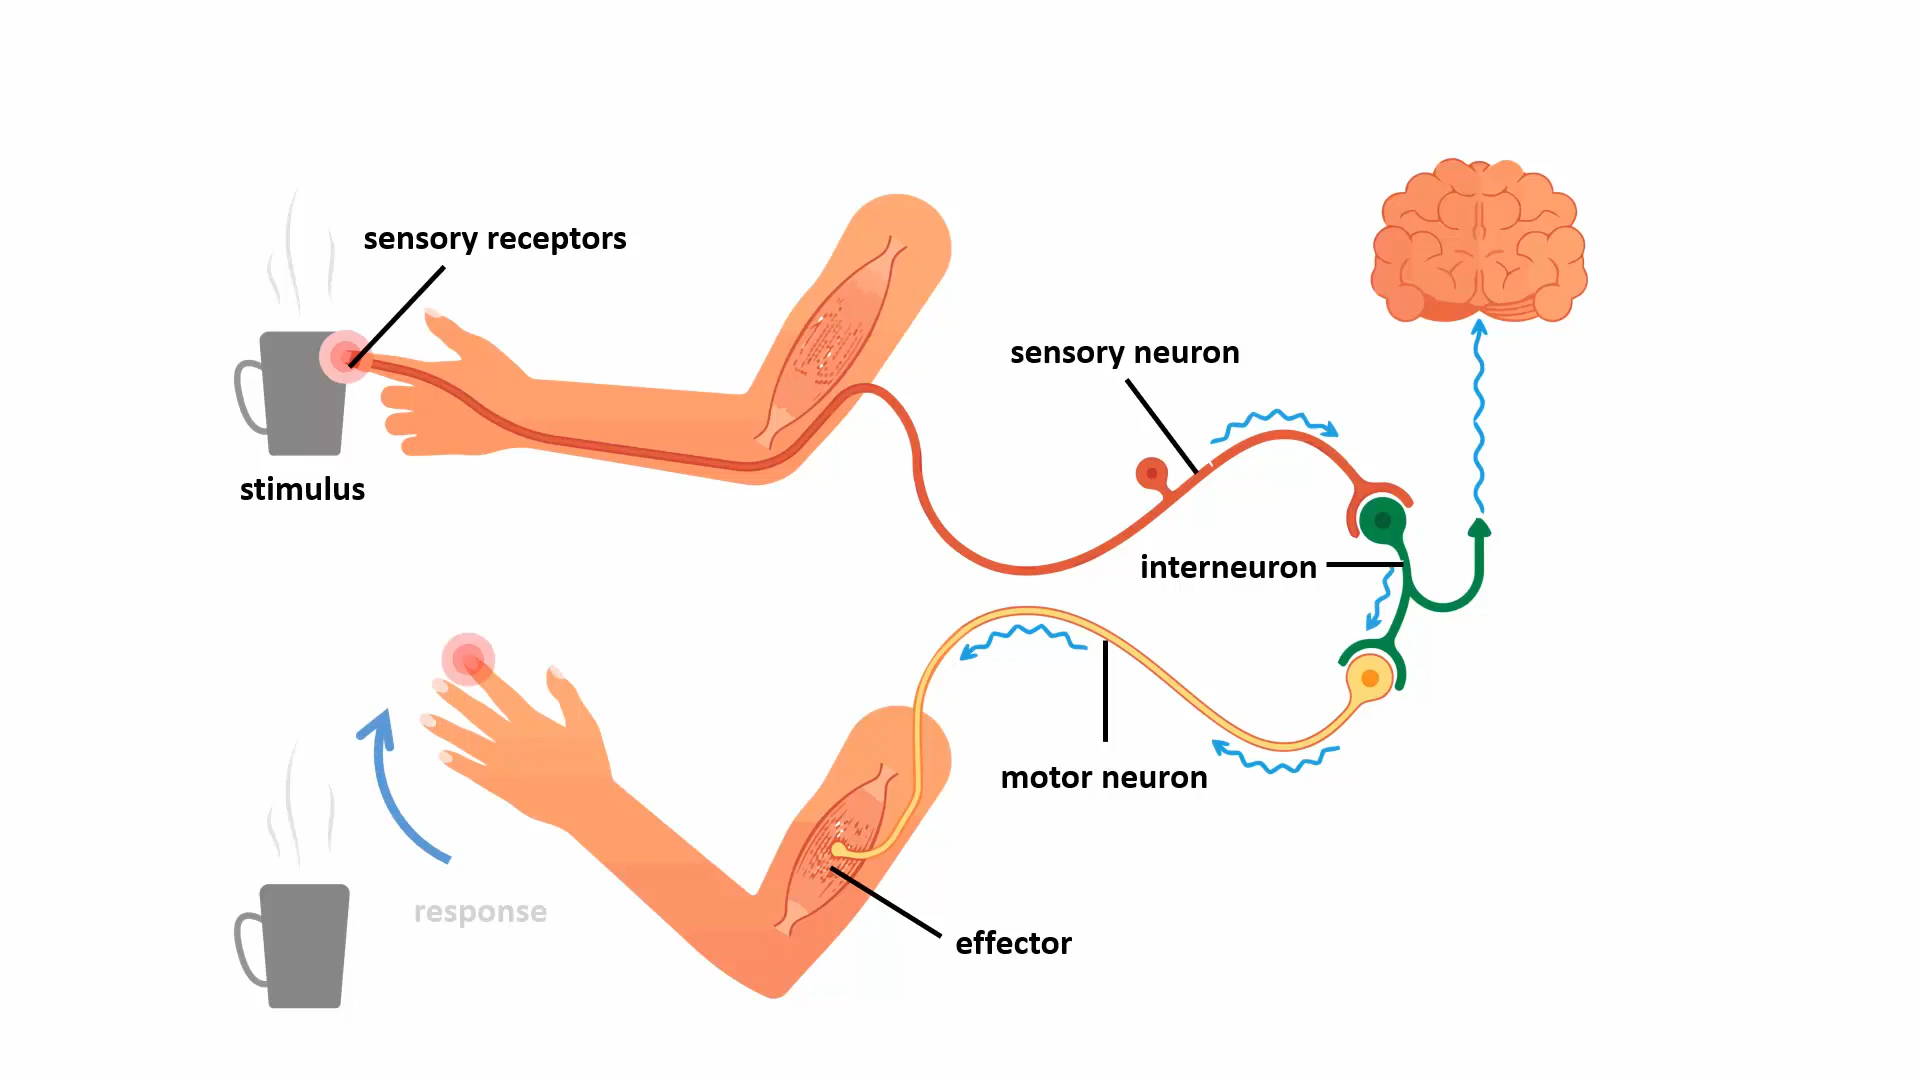 sensory receptors
sensory neuron
stimulus
interneuron
motor neuron
response
effector